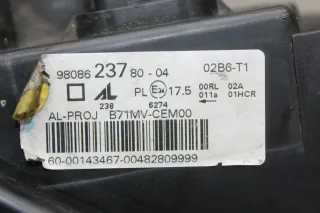 98086 237 80 - 04 02B6-T1
AL PL E 17.5 00RL 02A
238 6274 011a 01HCR
AL-PROJ B71MV-CEM00
60-00143467-00482809999